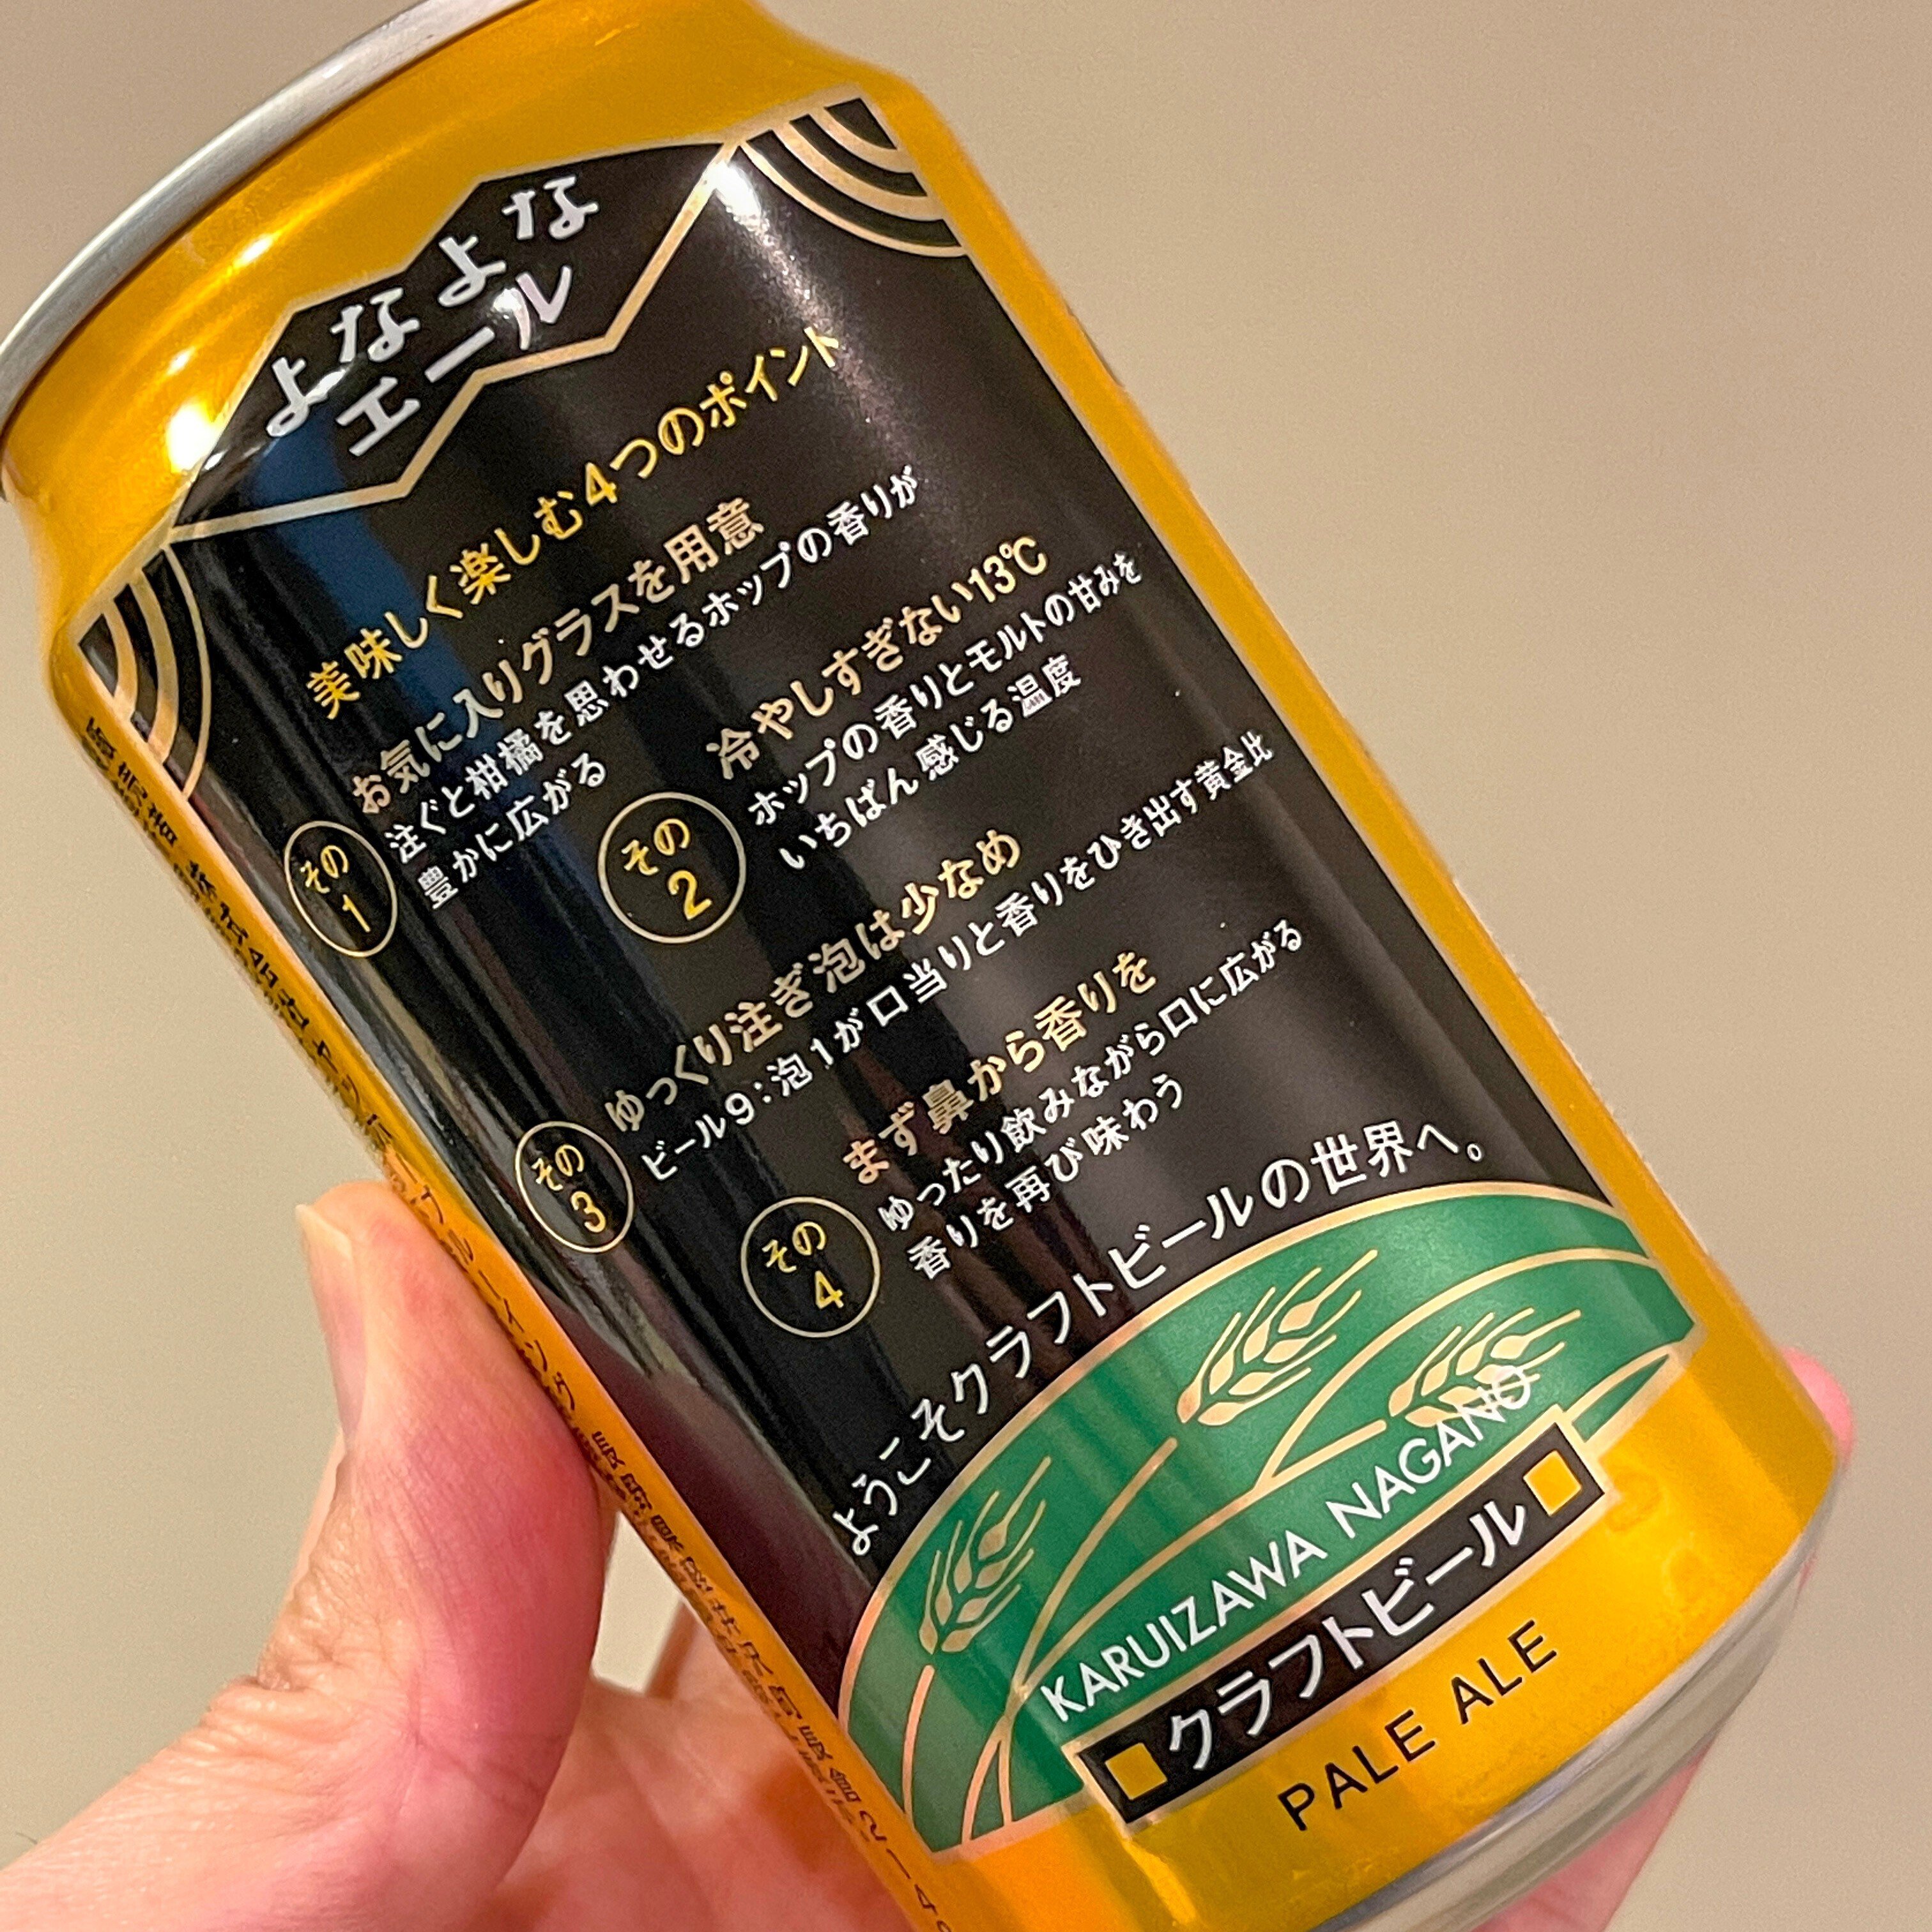 よなよな
エール
美味しく楽しむ4つのポイント
その1
お気に入りグラスを用意
注ぐと柑橘を思わせるホップの香りが
豊かに広がる
その2
冷やしすぎない13℃
ホップの香りとモルトの甘みを
いちばん感じる温度
その3
ゆっくり注ぎ泡は少なめ
ビール9:泡1が口当りと香りをひき出す黄金比
その4
まず鼻から香りを
ゆったり飲みながら口に広がる
香りを再び味わう
ようこそクラフトビールの世界へ。
KARUIZAWA NAGANO
クラフトビール
PALE ALE